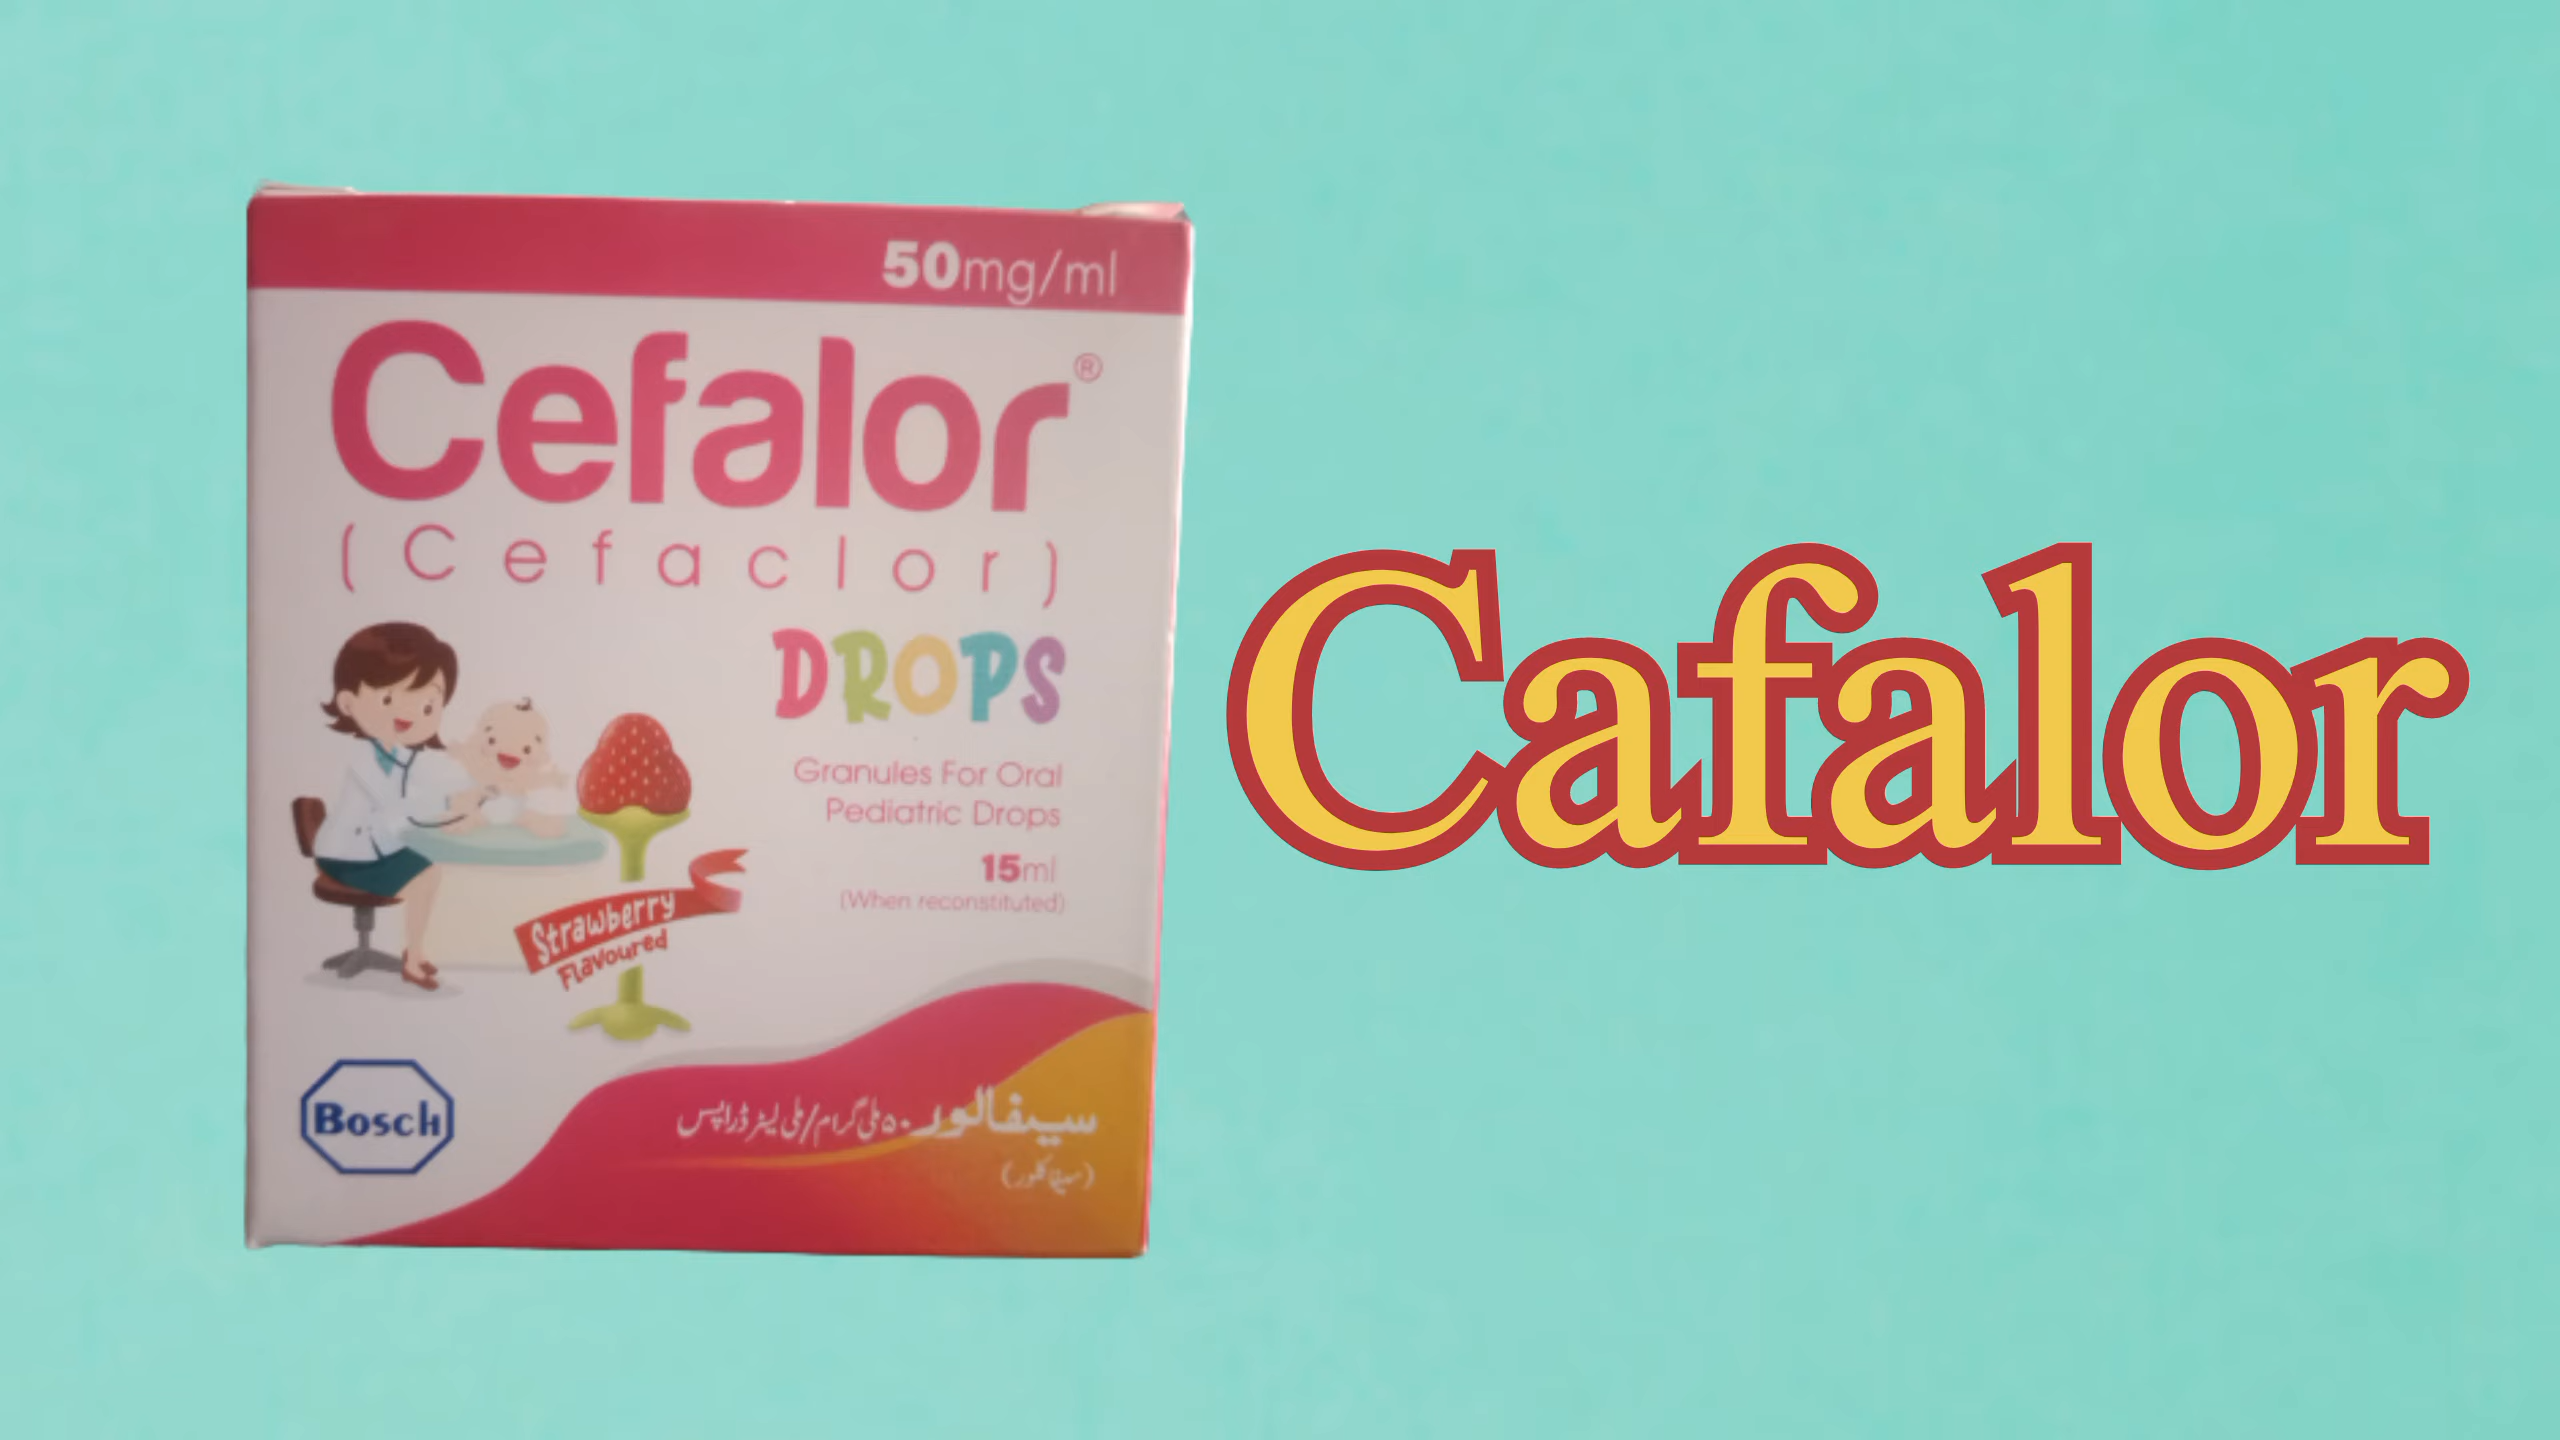 50mg/ml
Cefalor®
(Cefaclor)
DROPS
Granules For Oral
Pediatric Drops
15ml
(When reconstituted)
Strawberry
Flavoured
Bosch
سیفالور ۵۰ ملی گرام/ملی لیٹر ڈراپس
(سیفاکلور)
Cafalor